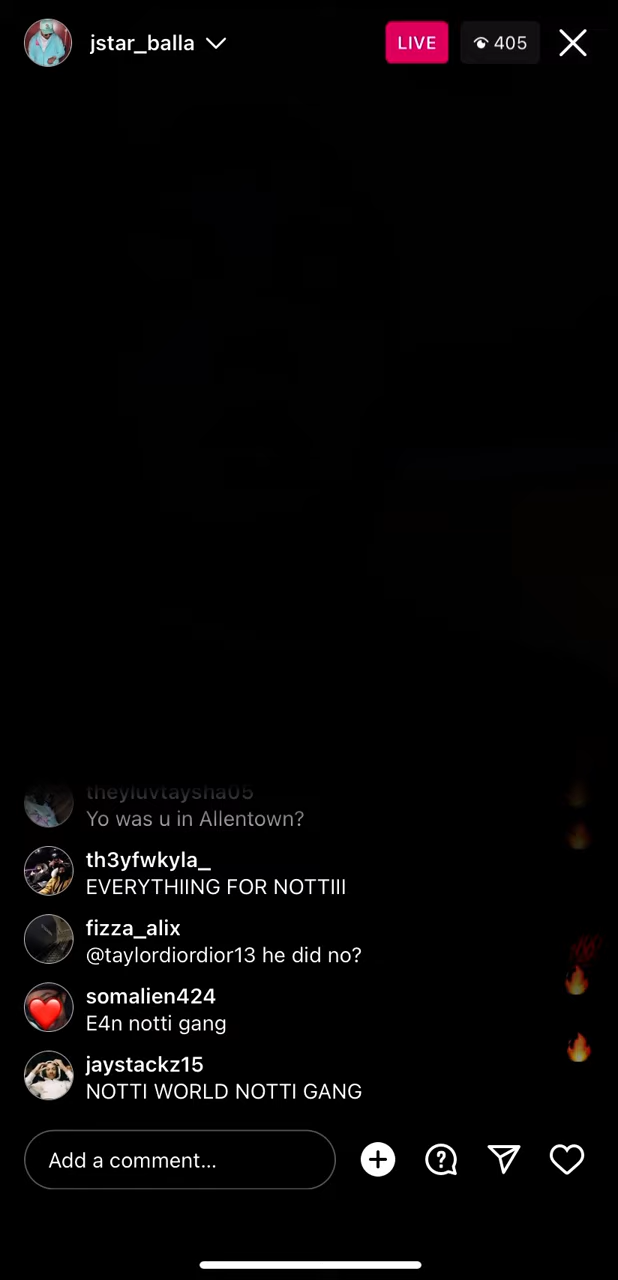 jstar_balla
LIVE
405
theyluvtaysha05
Yo was u in Allentown?
th3yfwkyla_
EVERYTHIING FOR NOTTIII
fizza_alix
@taylordiordior13 he did no?
somalien424
E4n notti gang
jaystackz15
NOTTI WORLD NOTTI GANG
Add a comment...